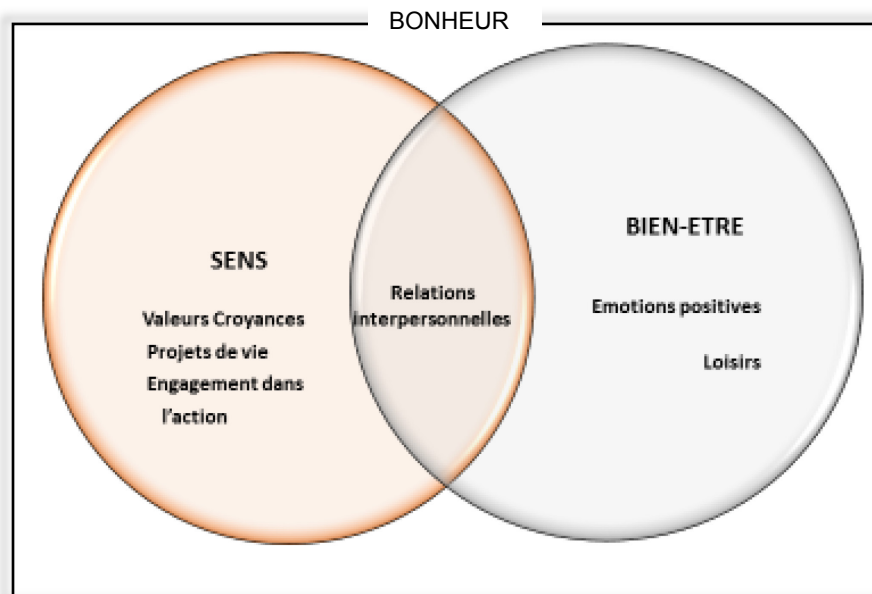 BONHEUR
SENS
Valeurs Croyances
Projets de vie
Engagement dans
l'action
Relations
interpersonnelles
BIEN-ETRE
Emotions positives
Loisirs